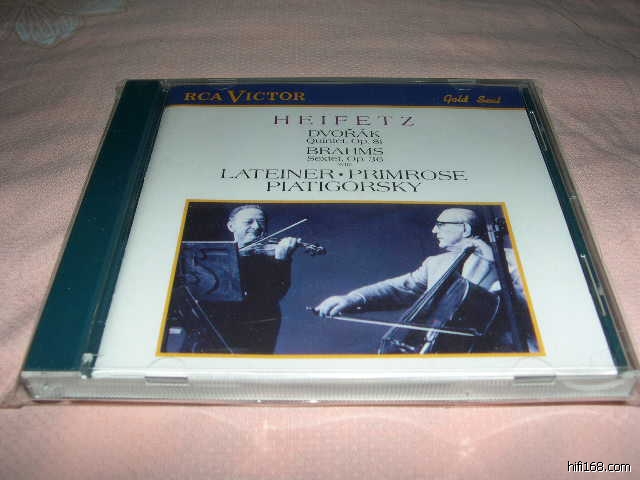 RCA VICTOR
Gold Seal
HEIFETZ
DVOŘÁK
Quintet, Op. 81
BRAHMS
Sextet, Op. 36
with
LATEINER • PRIMROSE
PIATIGORSKY
hifi168.com